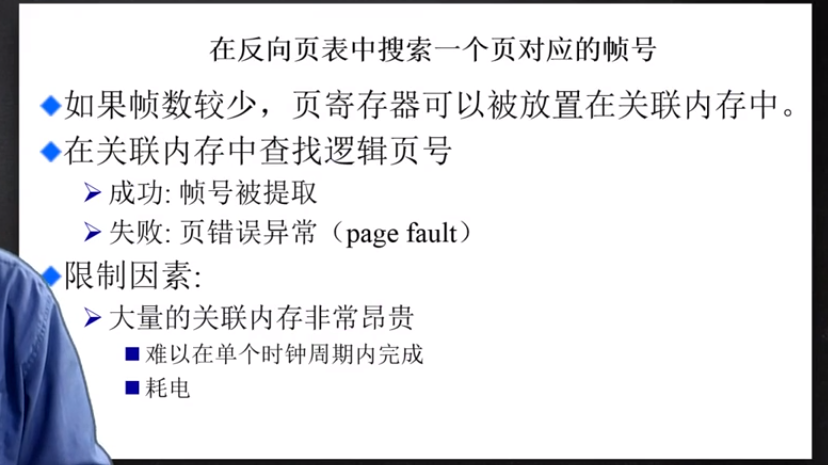 在反向页表中搜索一个页对应的帧号
如果帧数较少，页寄存器可以被放置在关联内存中。
在关联内存中查找逻辑页号
成功: 帧号被提取
失败: 页错误异常（page fault）
限制因素:
大量的关联内存非常昂贵
难以在单个时钟周期内完成
耗电